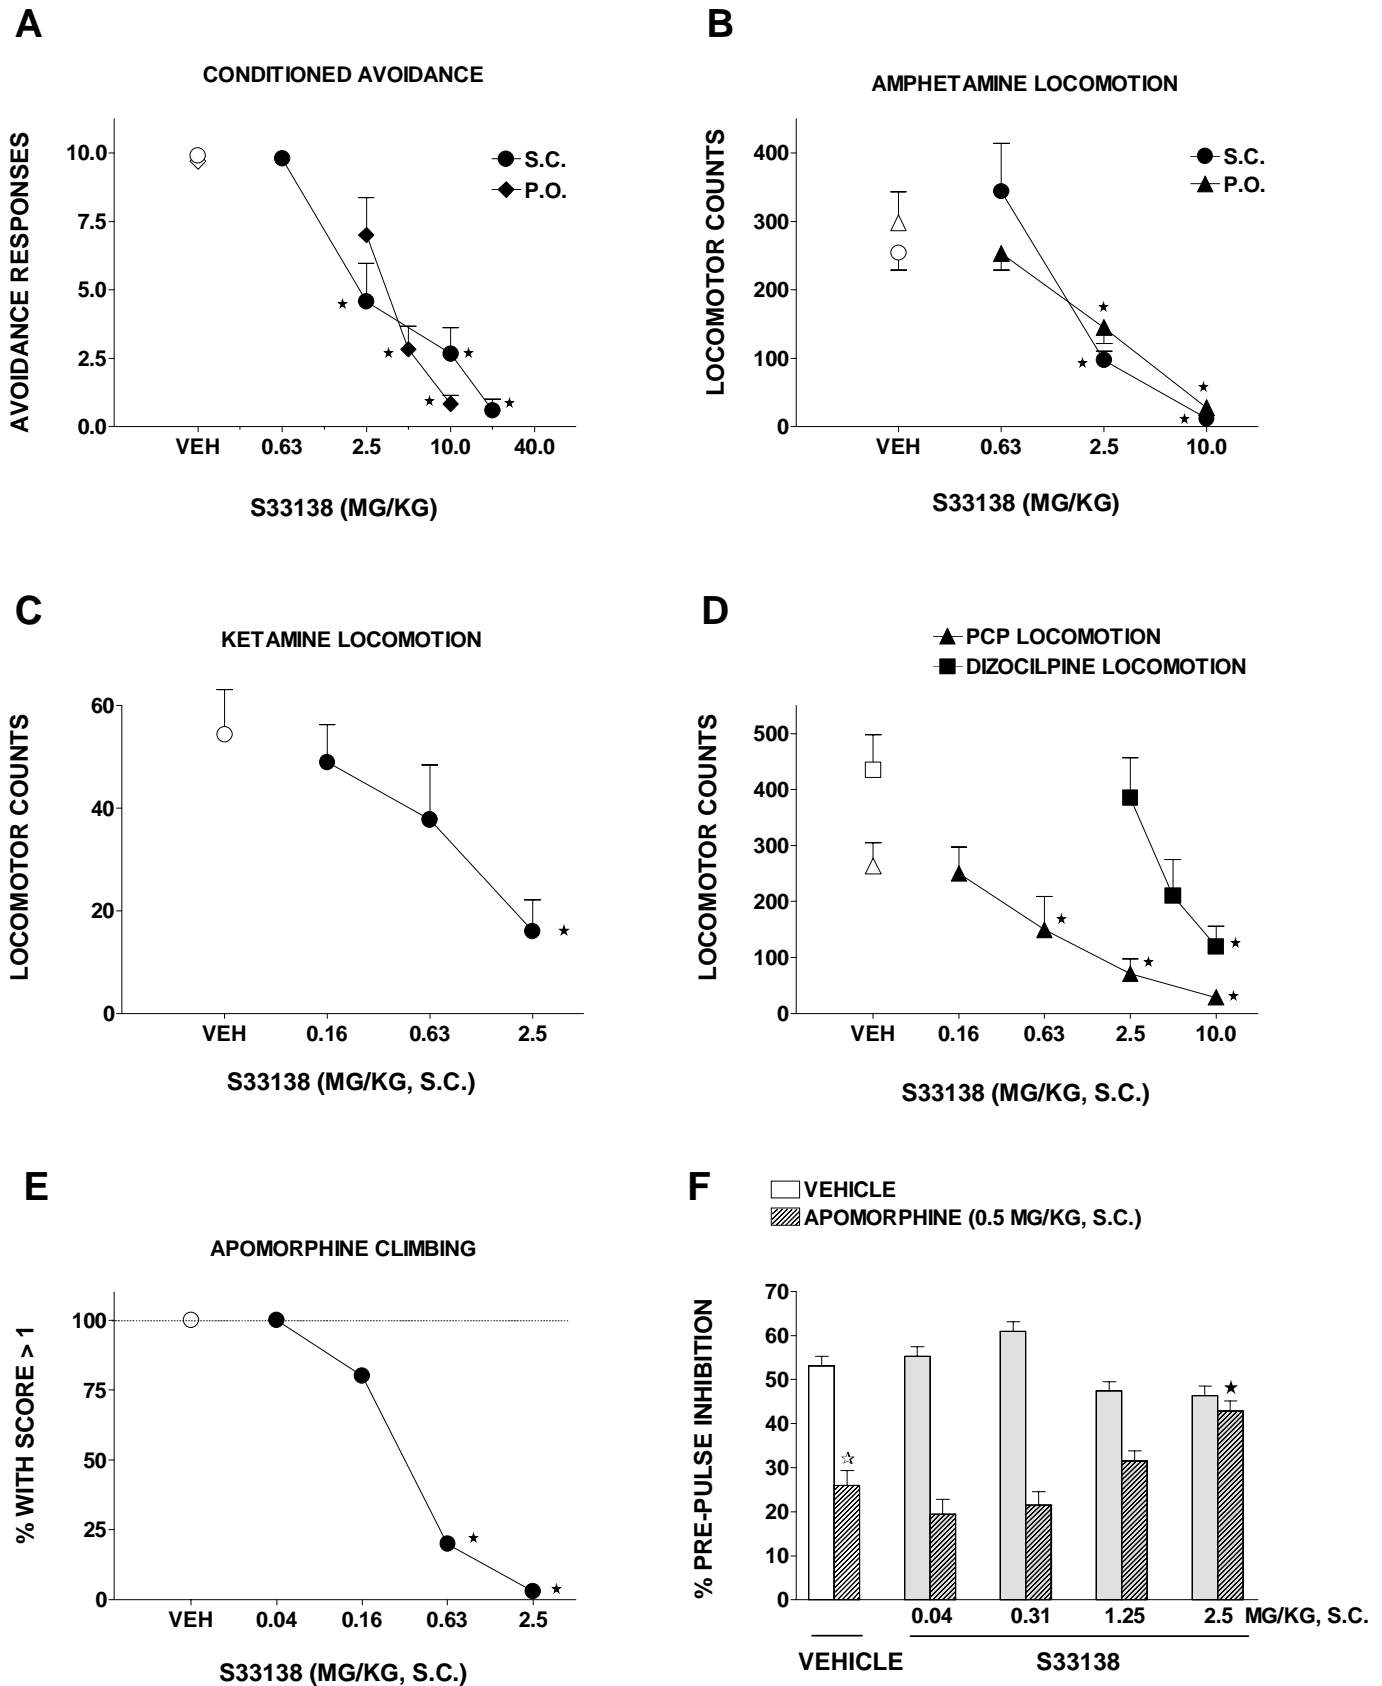 A
CONDITIONED AVOIDANCE
AVOIDANCE RESPONSES
10.0
7.5
5.0
2.5
0.0
S.C.
P.O.
VEH 0.63 2.5 10.0 40.0
S33138 (MG/KG)
B
AMPHETAMINE LOCOMOTION
LOCOMOTOR COUNTS
400
300
200
100
0
S.C.
P.O.
VEH 0.63 2.5 10.0
S33138 (MG/KG)
C
KETAMINE LOCOMOTION
LOCOMOTOR COUNTS
60
40
20
0
VEH 0.16 0.63 2.5
S33138 (MG/KG, S.C.)
D
PCP LOCOMOTION
DIZOCILPINE LOCOMOTION
LOCOMOTOR COUNTS
500
400
300
200
100
0
VEH 0.16 0.63 2.5 10.0
S33138 (MG/KG, S.C.)
E
APOMORPHINE CLIMBING
% WITH SCORE > 1
100
75
50
25
0
VEH 0.04 0.16 0.63 2.5
S33138 (MG/KG, S.C.)
F
VEHICLE
APOMORPHINE (0.5 MG/KG, S.C.)
% PRE-PULSE INHIBITION
70
60
50
40
30
20
10
0
0.04 0.31 1.25 2.5 MG/KG, S.C.
VEHICLE S33138